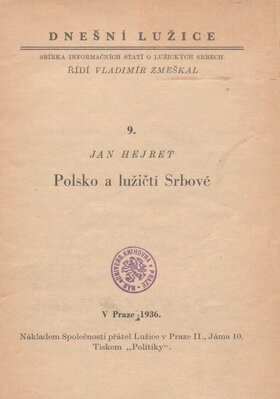 DNEŠNÍ LUŽICE
SBÍRKA INFORMAČNÍCH STATÍ O LUŽICKÝCH SRBECH.
ŘÍDÍ VLADIMÍR ZMEŠKAL
9.
JAN HEJRET
Polsko a lužičtí Srbové
V Praze 1936.
Nákladem Společnosti přátel Lužice v Praze II., Jáma 10.
Tiskem „Politiky".